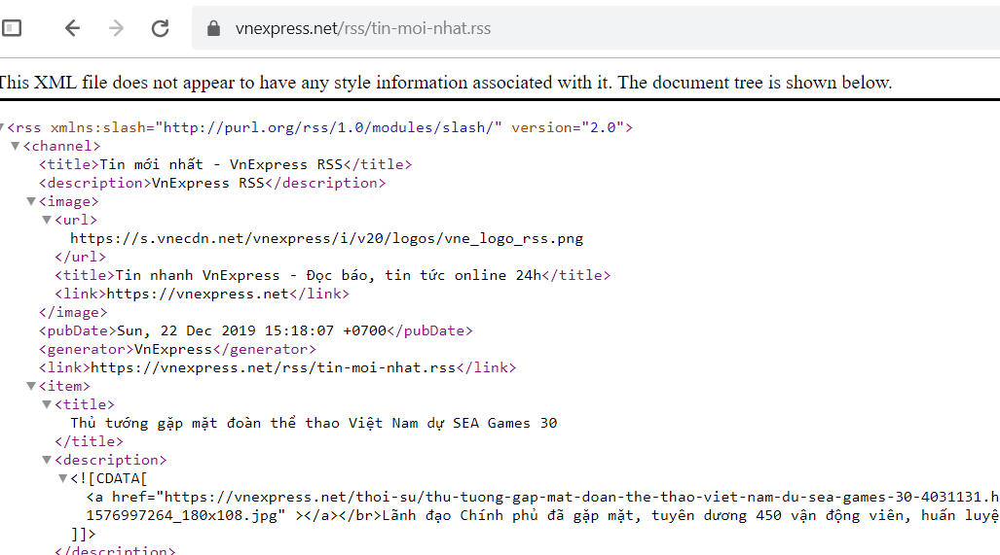 vnexpress.net/rss/tin-moi-nhat.rss
This XML file does not appear to have any style information associated with it. The document tree is shown below.
<rss xmlns:slash="http://purl.org/rss/1.0/modules/slash/" version="2.0">
▼<channel>
<title>Tin mới nhất - VnExpress RSS</title>
<description>VnExpress RSS</description>
▼<image>
▼<url>
https://s.vnecdn.net/vnexpress/i/v20/logos/vne_logo_rss.png
</url>
<title>Tin nhanh VnExpress - Đọc báo, tin tức online 24h</title>
<link>https://vnexpress.net</link>
</image>
<pubDate>Sun, 22 Dec 2019 15:18:07 +0700</pubDate>
<generator>VnExpress</generator>
<link>https://vnexpress.net/rss/tin-moi-nhat.rss</link>
▼<item>
▼<title>
Thủ tướng gặp mặt đoàn thể thao Việt Nam dự SEA Games 30
</title>
▼<description>
▼<![CDATA[
<a href="https://vnexpress.net/thoi-su/thu-tuong-gap-mat-doan-the-thao-viet-nam-du-sea-games-30-4031131.h
1576997264_180x108.jpg" ></a></br>Lãnh đạo Chính phủ đã gặp mặt, tuyên dương 450 vận động viên, huấn luyệ
]]>
</description>